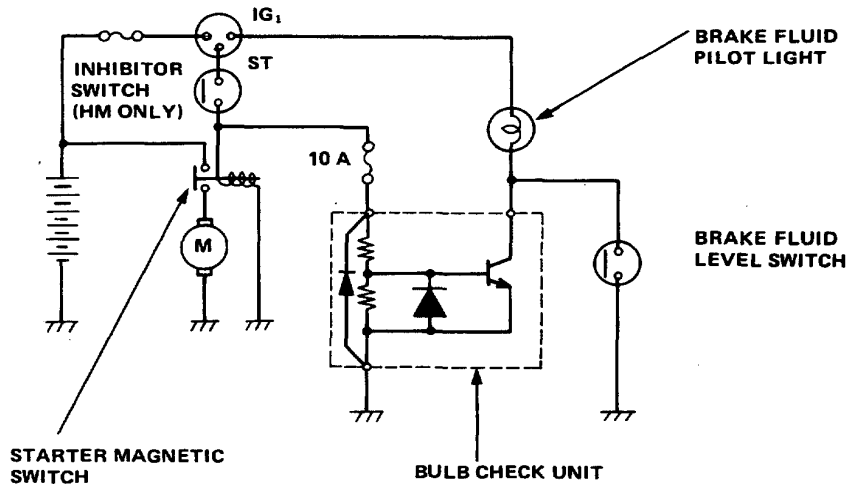 IG₁
BRAKE FLUID
PILOT LIGHT
ST
INHIBITOR
SWITCH
(HM ONLY)
10 A
M
BRAKE FLUID
LEVEL SWITCH
STARTER MAGNETIC
SWITCH
BULB CHECK UNIT